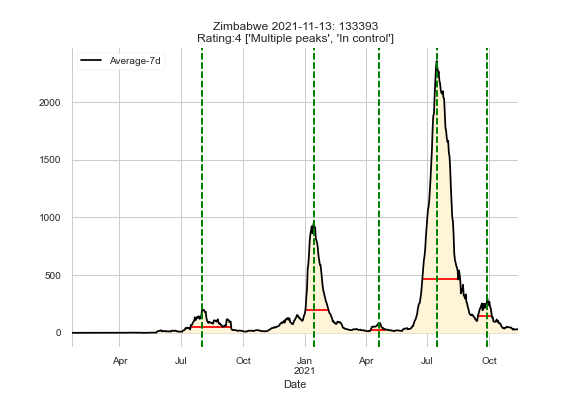 Zimbabwe 2021-11-13: 133393
Rating:4 ['Multiple peaks', 'In control']
Average-7d
2000
1500
1000
500
0
Apr
Jul
Oct
Jan
2021
Apr
Jul
Oct
Date